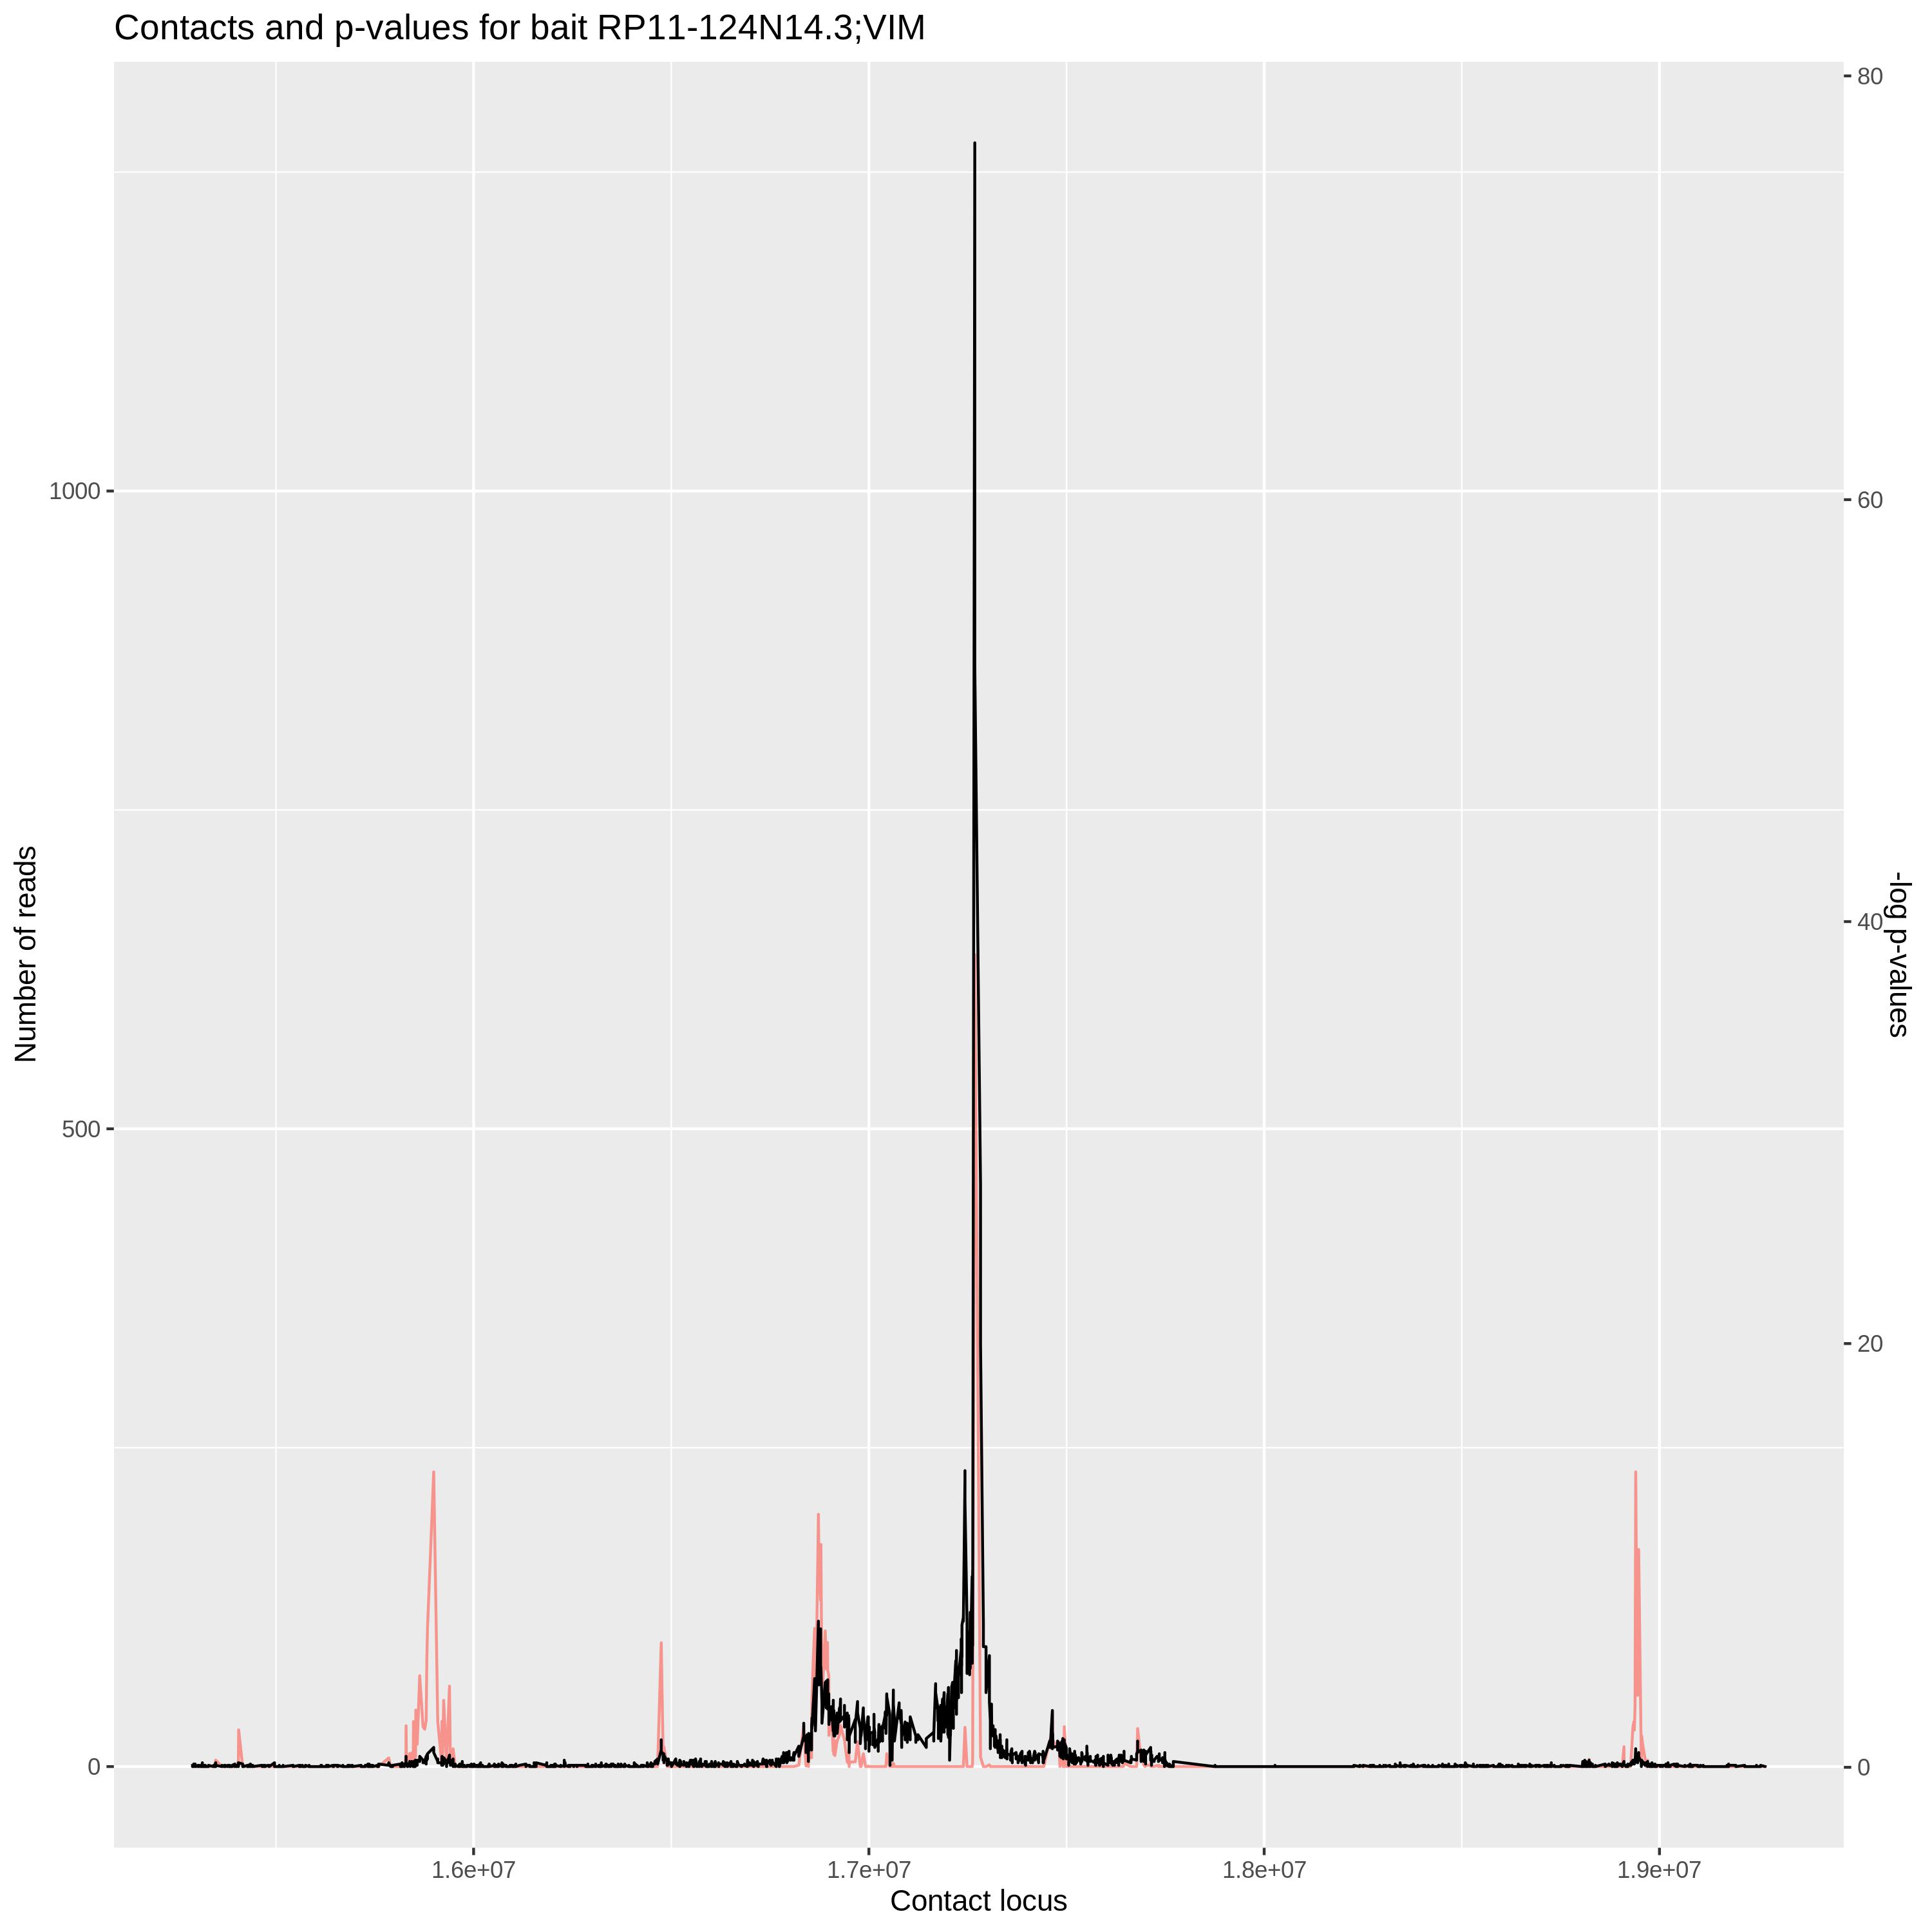 Contacts and p-values for bait RP11-124N14.3;VIM
80
1000
60
Number of reads
-log p-values
40
500
20
0
0
1.6e+07
1.7e+07
1.8e+07
1.9e+07
Contact locus